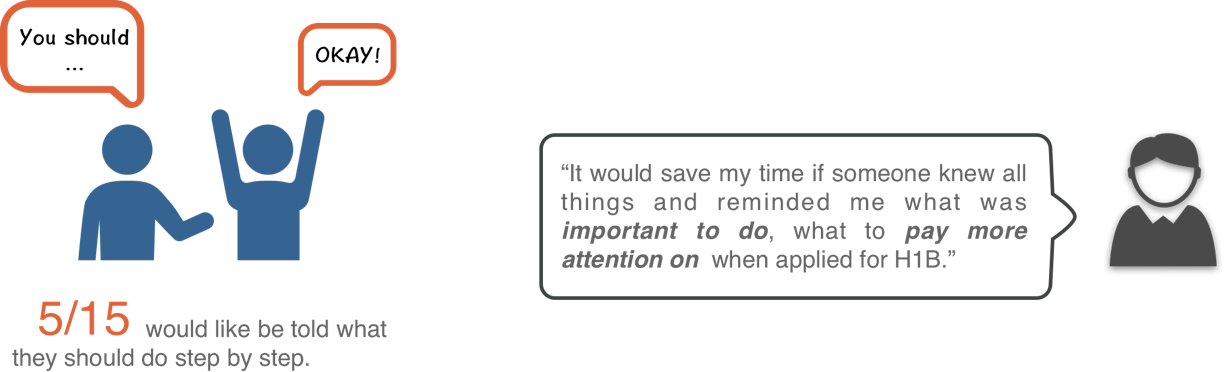 You should
...
OKAY!
5/15 would like be told what
they should do step by step.
“It would save my time if someone knew all
things and reminded me what was
important to do, what to pay more
attention on when applied for H1B.”